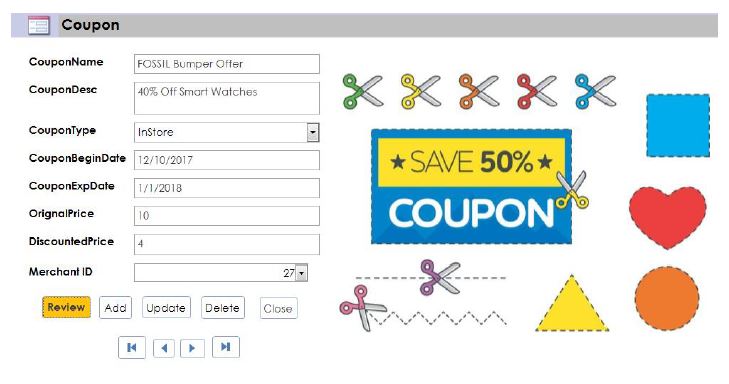 Coupon
CouponName FOSSIL Bumper Offer
CouponDesc 40% Off Smart Watches
CouponType InStore
CouponBeginDate 12/10/2017
CouponExpDate 1/1/2018
OrignalPrice 10
DiscountedPrice 4
Merchant ID 27
Review Add Update Delete Close
★ SAVE 50% ★
COUPON